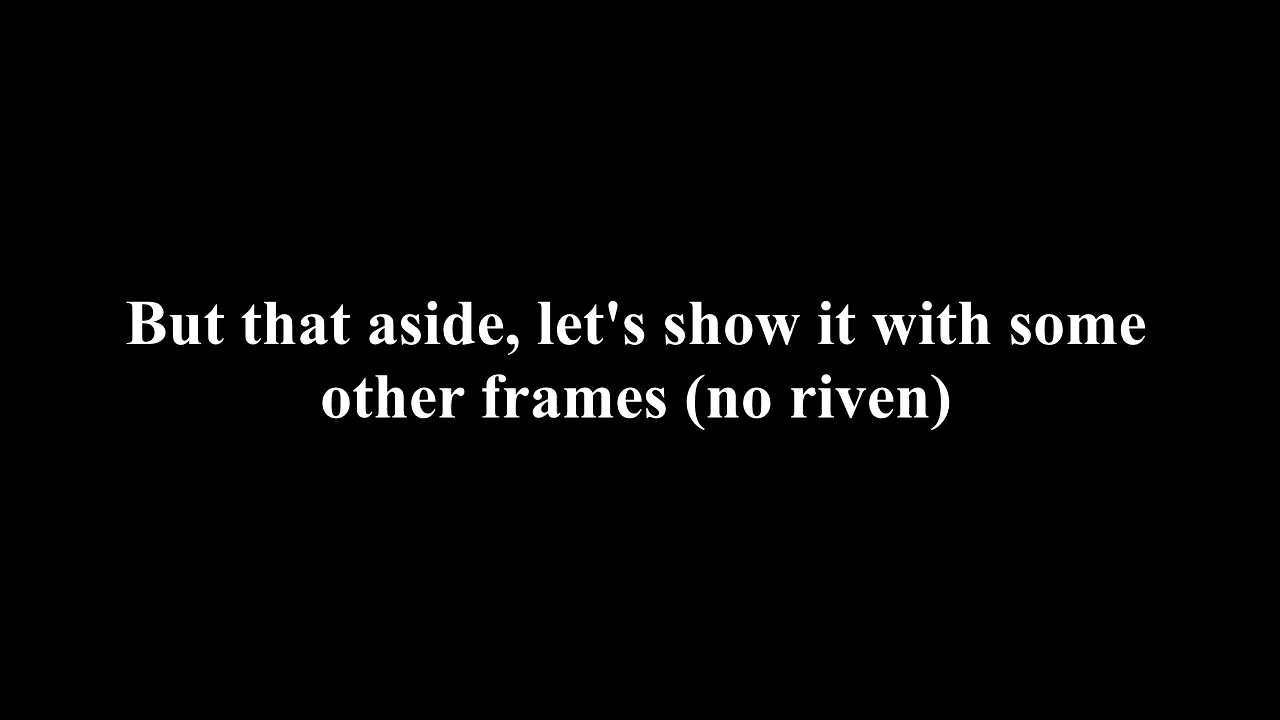 But that aside, let's show it with some
other frames (no riven)